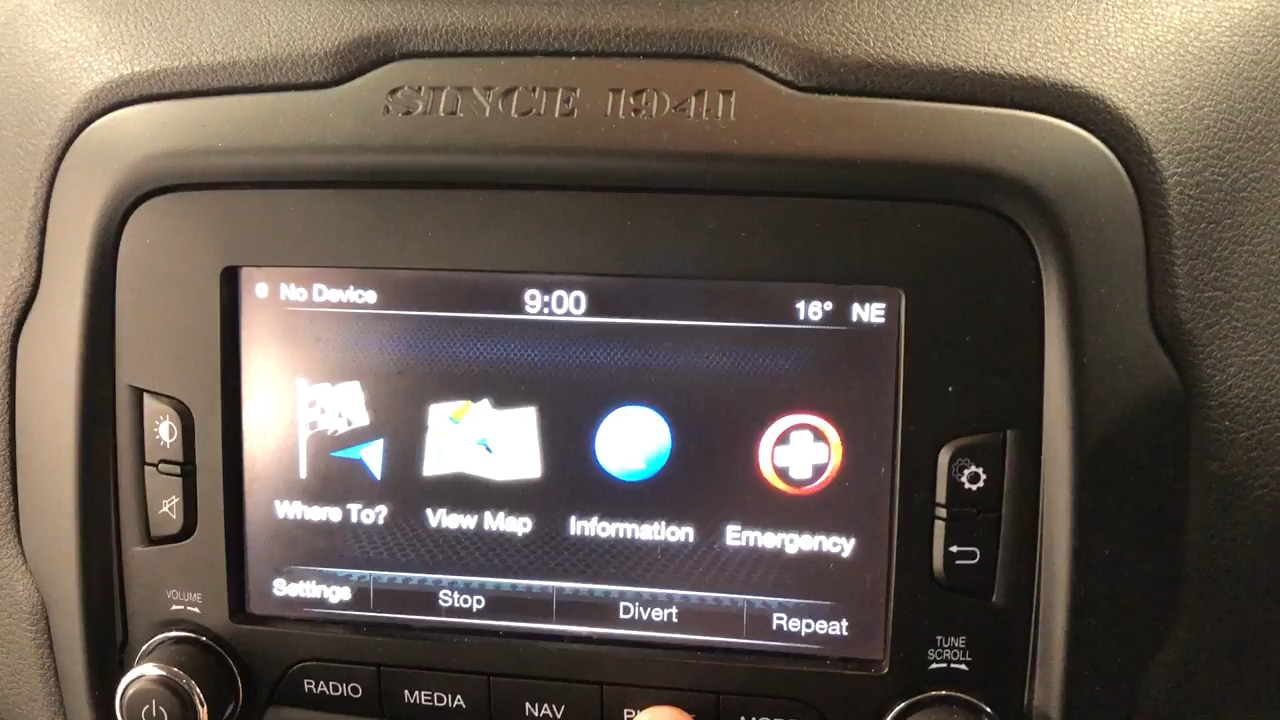 SINCE 1941
No Device 9:00 16° NE
Where To? View Map Information Emergency
Settings Stop Divert Repeat
VOLUME
TUNE
SCROLL
RADIO MEDIA NAV